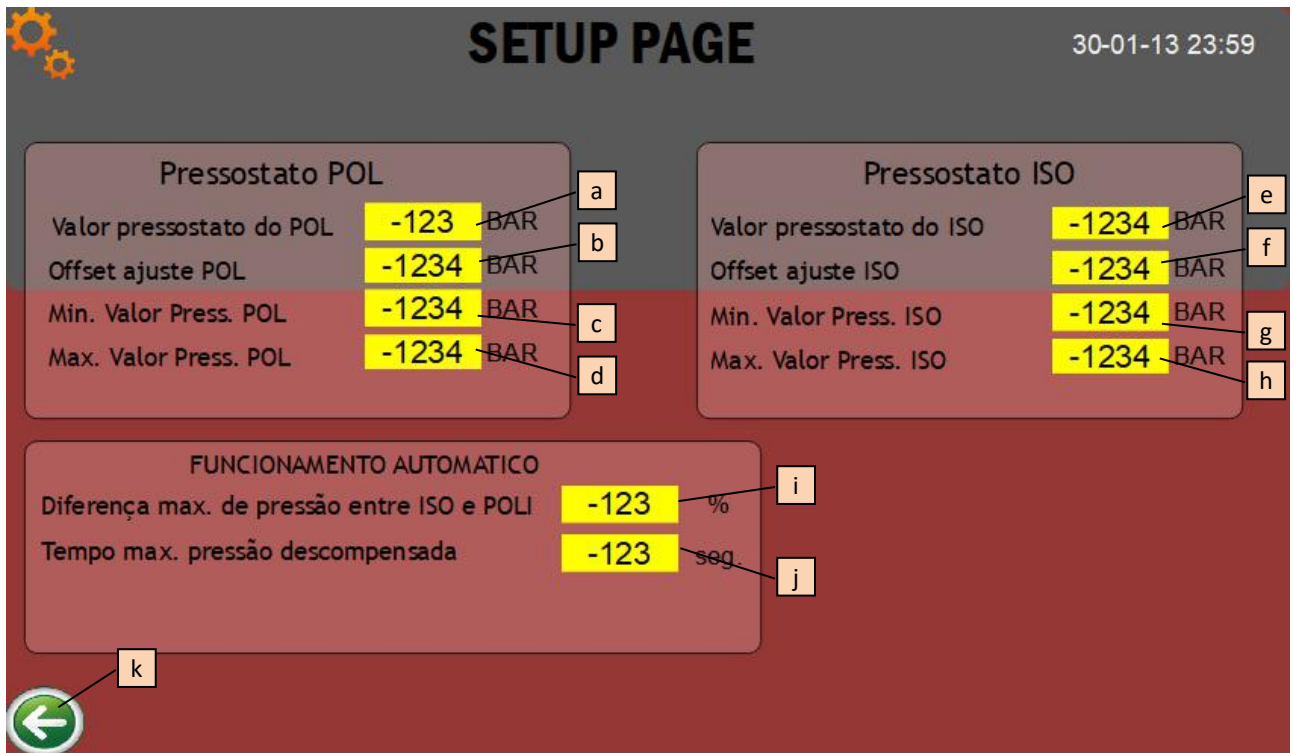 SETUP PAGE
30-01-13 23:59
Pressostato POL
Valor pressostato do POL -123 BAR
a
Offset ajuste POL -1234 BAR
b
Min. Valor Press. POL -1234 BAR
c
Max. Valor Press. POL -1234 BAR
d
Pressostato ISO
Valor pressostato do ISO -1234 BAR
e
Offset ajuste ISO -1234 BAR
f
Min. Valor Press. ISO -1234 BAR
g
Max. Valor Press. ISO -1234 BAR
h
FUNCIONAMENTO AUTOMATICO
Diferença max. de pressão entre ISO e POLI -123 %
i
Tempo max. pressão descompensada -123 seg.
j
k